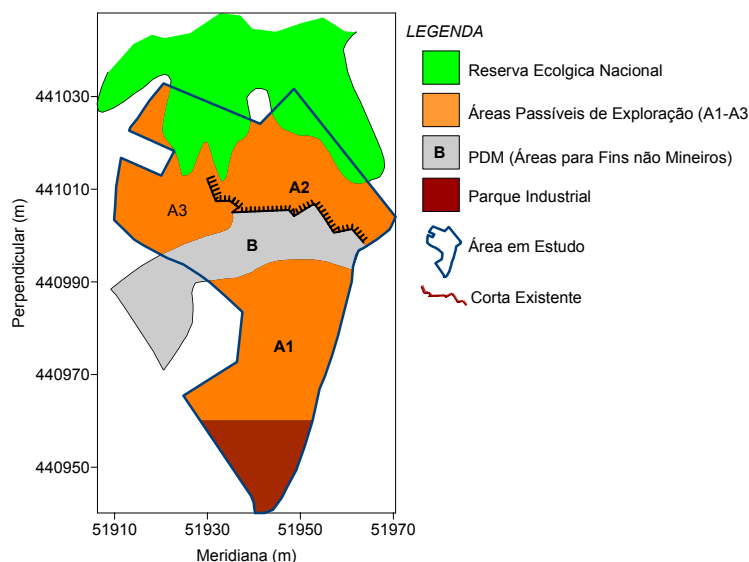 LEGENDA
Reserva Ecolgica Nacional
Áreas Passíveis de Exploração (A1-A3
B
PDM (Áreas para Fins não Mineiros)
Parque Industrial
Área em Estudo
Corta Existente
Perpendicular (m)
441030
441010
440990
440970
440950
A2
A3
B
A1
51910
51930
51950
51970
Meridiana (m)